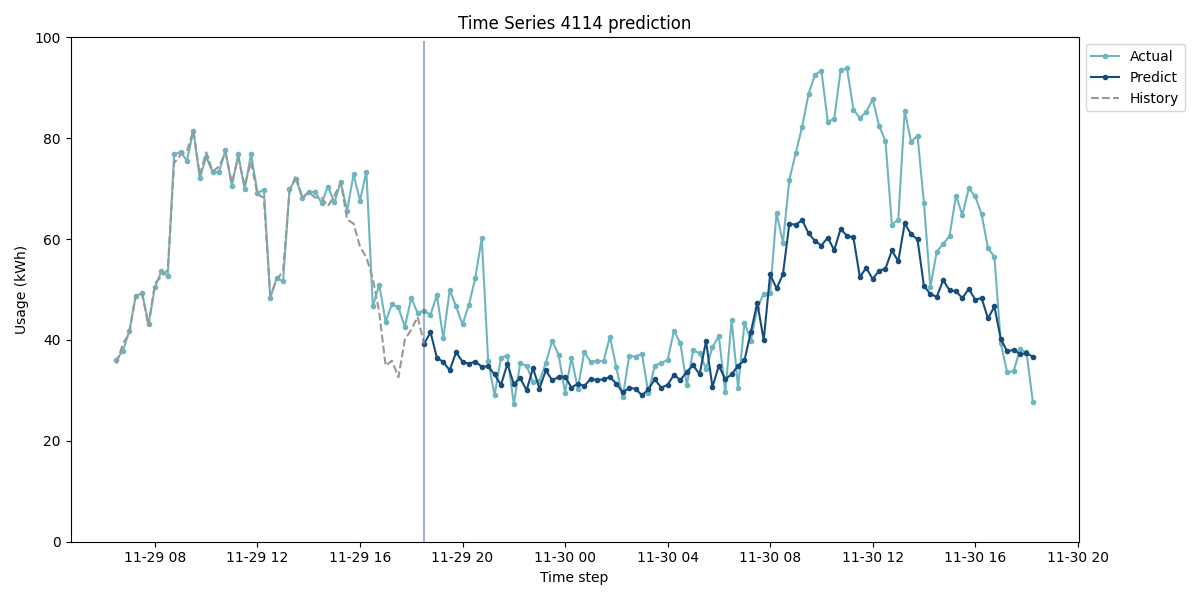 Time Series 4114 prediction
Actual
Predict
History
Usage (kWh)
100
80
60
40
20
0
11-29 08
11-29 12
11-29 16
11-29 20
11-30 00
11-30 04
11-30 08
11-30 12
11-30 16
11-30 20
Time step